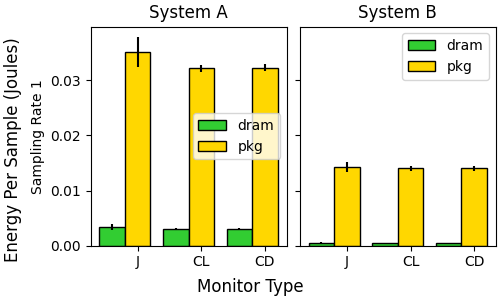 System A
System B
Energy Per Sample (Joules)
Sampling Rate 1
0.03
0.02
0.01
0.00
dram
pkg
dram
pkg
J
CL
CD
J
CL
CD
Monitor Type